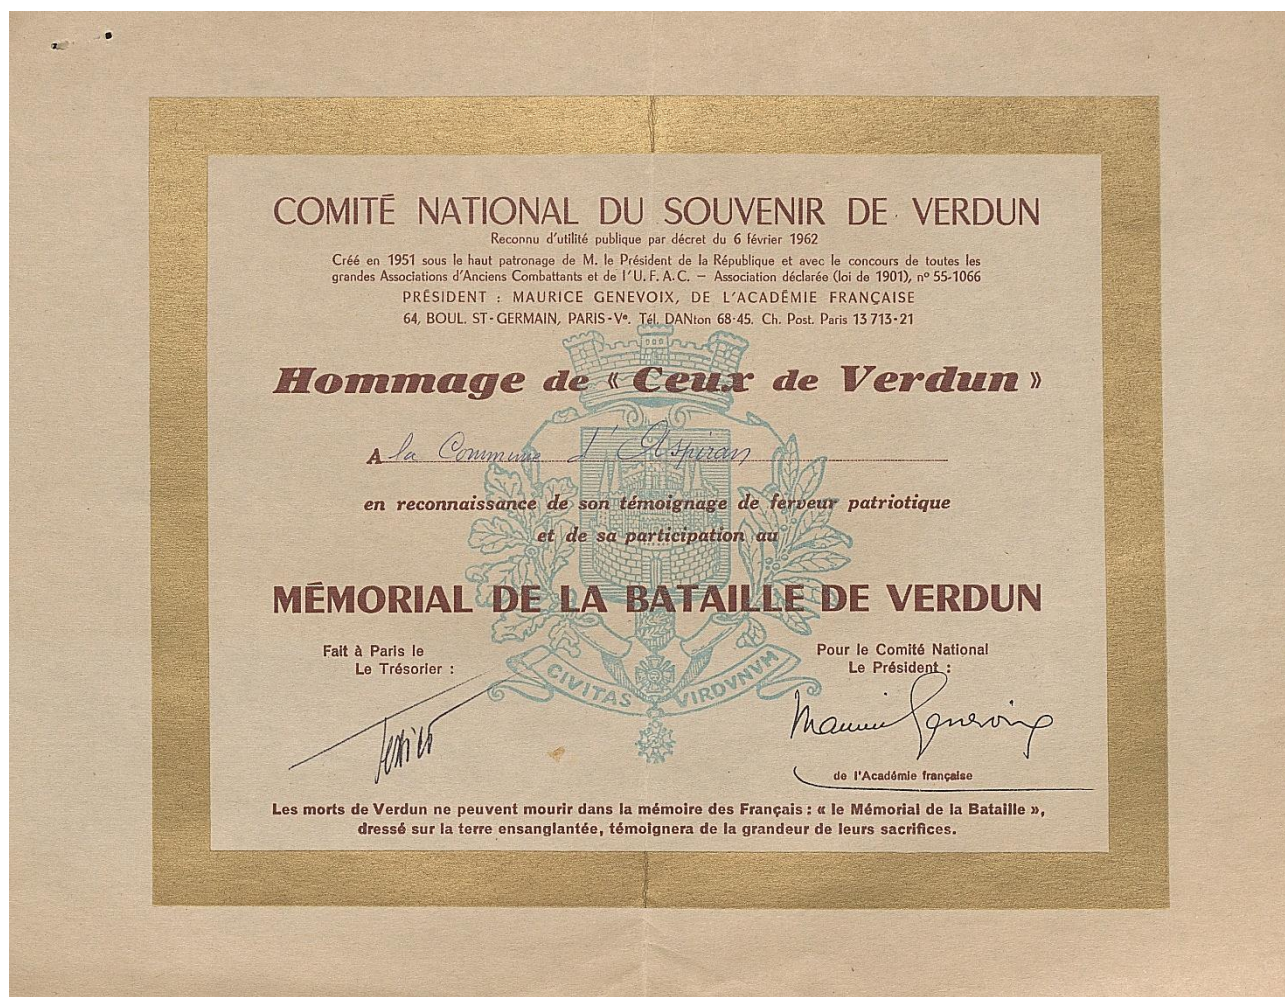 COMITÉ NATIONAL DU SOUVENIR DE VERDUN
Reconnu d'utilité publique par décret du 6 février 1962
Créé en 1951 sous le haut patronage de M. le Président de la République et avec le concours de toutes les
grandes Associations d'Anciens Combattants et de l'U.F.A.C. — Association déclarée (loi de 1901), nº 55-1066
PRÉSIDENT : MAURICE GENEVOIX, DE L'ACADÉMIE FRANÇAISE
64, BOUL. ST-GERMAIN, PARIS-Vᵉ. Tél. DANton 68-45. Ch. Post. Paris 13 713-21
Hommage de « Ceux de Verdun »
A la Commune d'Aspiran
en reconnaissance de son témoignage de ferveur patriotique
et de sa participation au
MÉMORIAL DE LA BATAILLE DE VERDUN
Fait à Paris le
Le Trésorier :
Pour le Comité National
Le Président :
CIVITAS VIRDVNVM
Maurice Genevoix
de l'Académie française
Les morts de Verdun ne peuvent mourir dans la mémoire des Français : « le Mémorial de la Bataille »,
dressé sur la terre ensanglantée, témoignera de la grandeur de leurs sacrifices.